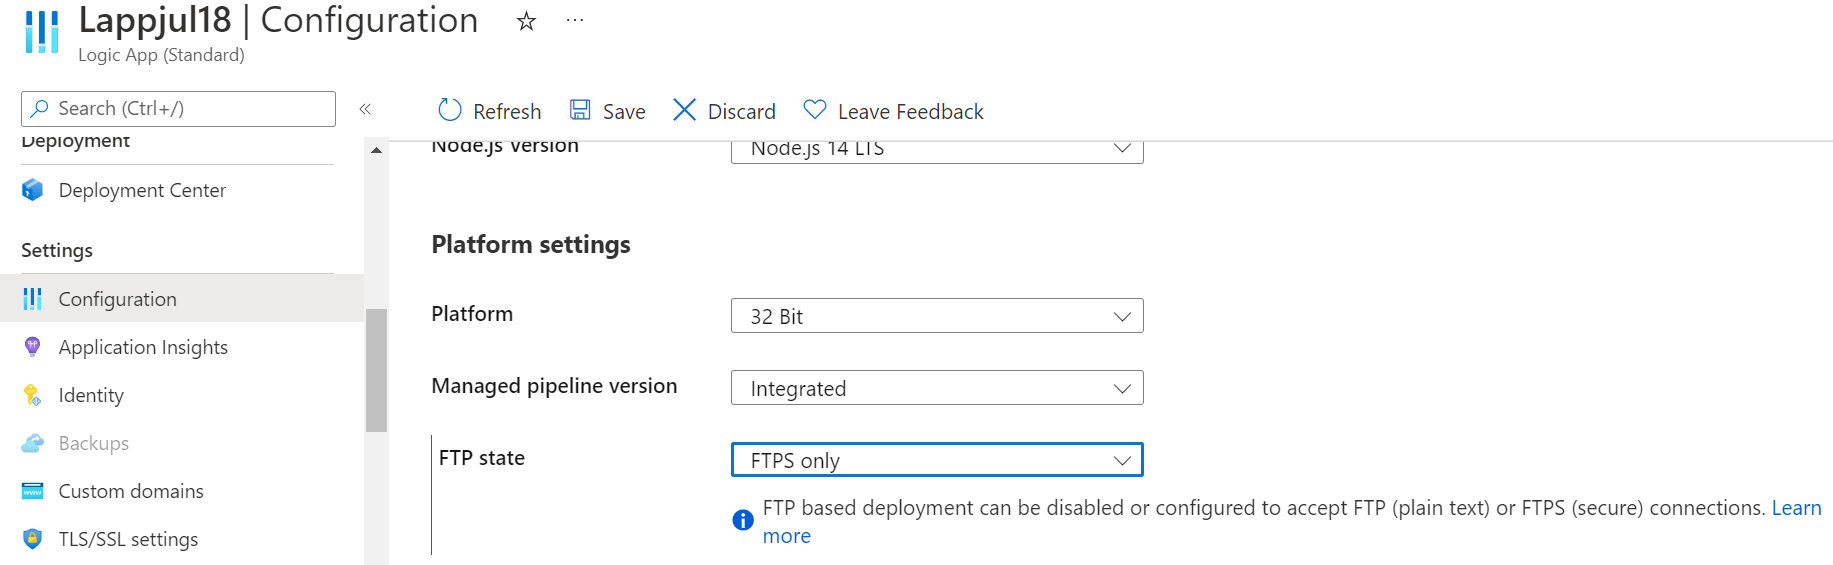 Lappjul18 | Configuration ☆ ...
Logic App (Standard)
Search (Ctrl+/) «
Refresh Save Discard Leave Feedback
Deployment
Deployment Center
Settings
Configuration
Application Insights
Identity
Backups
Custom domains
TLS/SSL settings
Node.js Version Node.js 14 LTS
Platform settings
Platform 32 Bit
Managed pipeline version Integrated
FTP state FTPS only
FTP based deployment can be disabled or configured to accept FTP (plain text) or FTPS (secure) connections. Learn
more